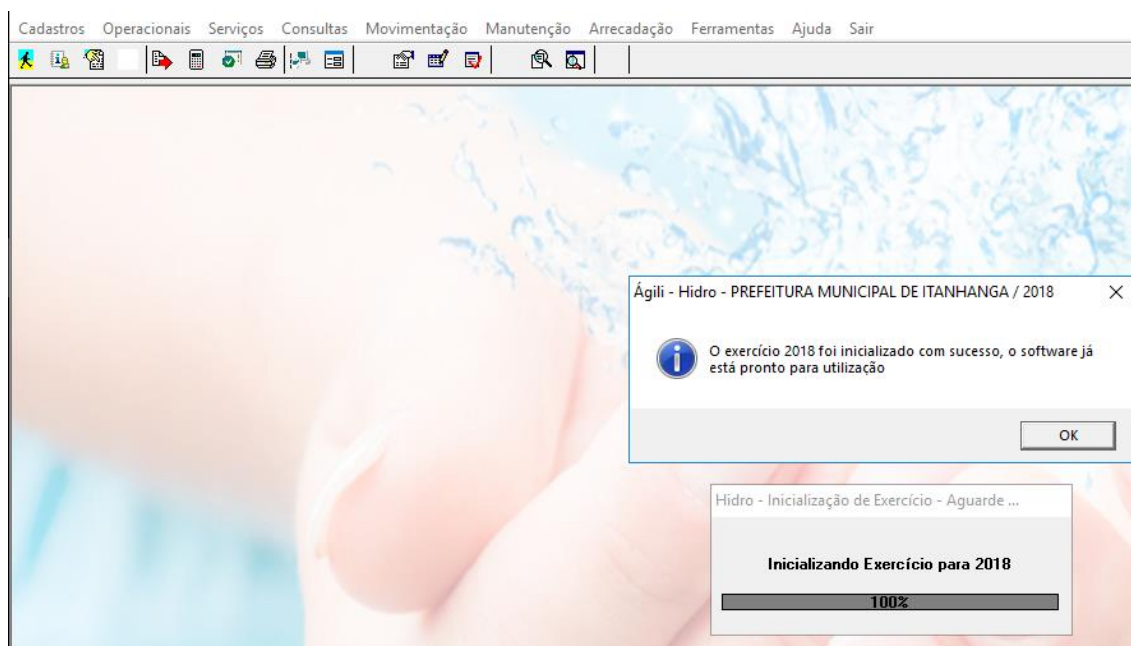 Cadastros Operacionais Serviços Consultas Movimentação Manutenção Arrecadação Ferramentas Ajuda Sair
Ágili - Hidro - PREFEITURA MUNICIPAL DE ITANHANGA / 2018
O exercício 2018 foi inicializado com sucesso, o software já
está pronto para utilização
OK
Hidro - Inicialização de Exercício - Aguarde ...
Inicializando Exercício para 2018
100%